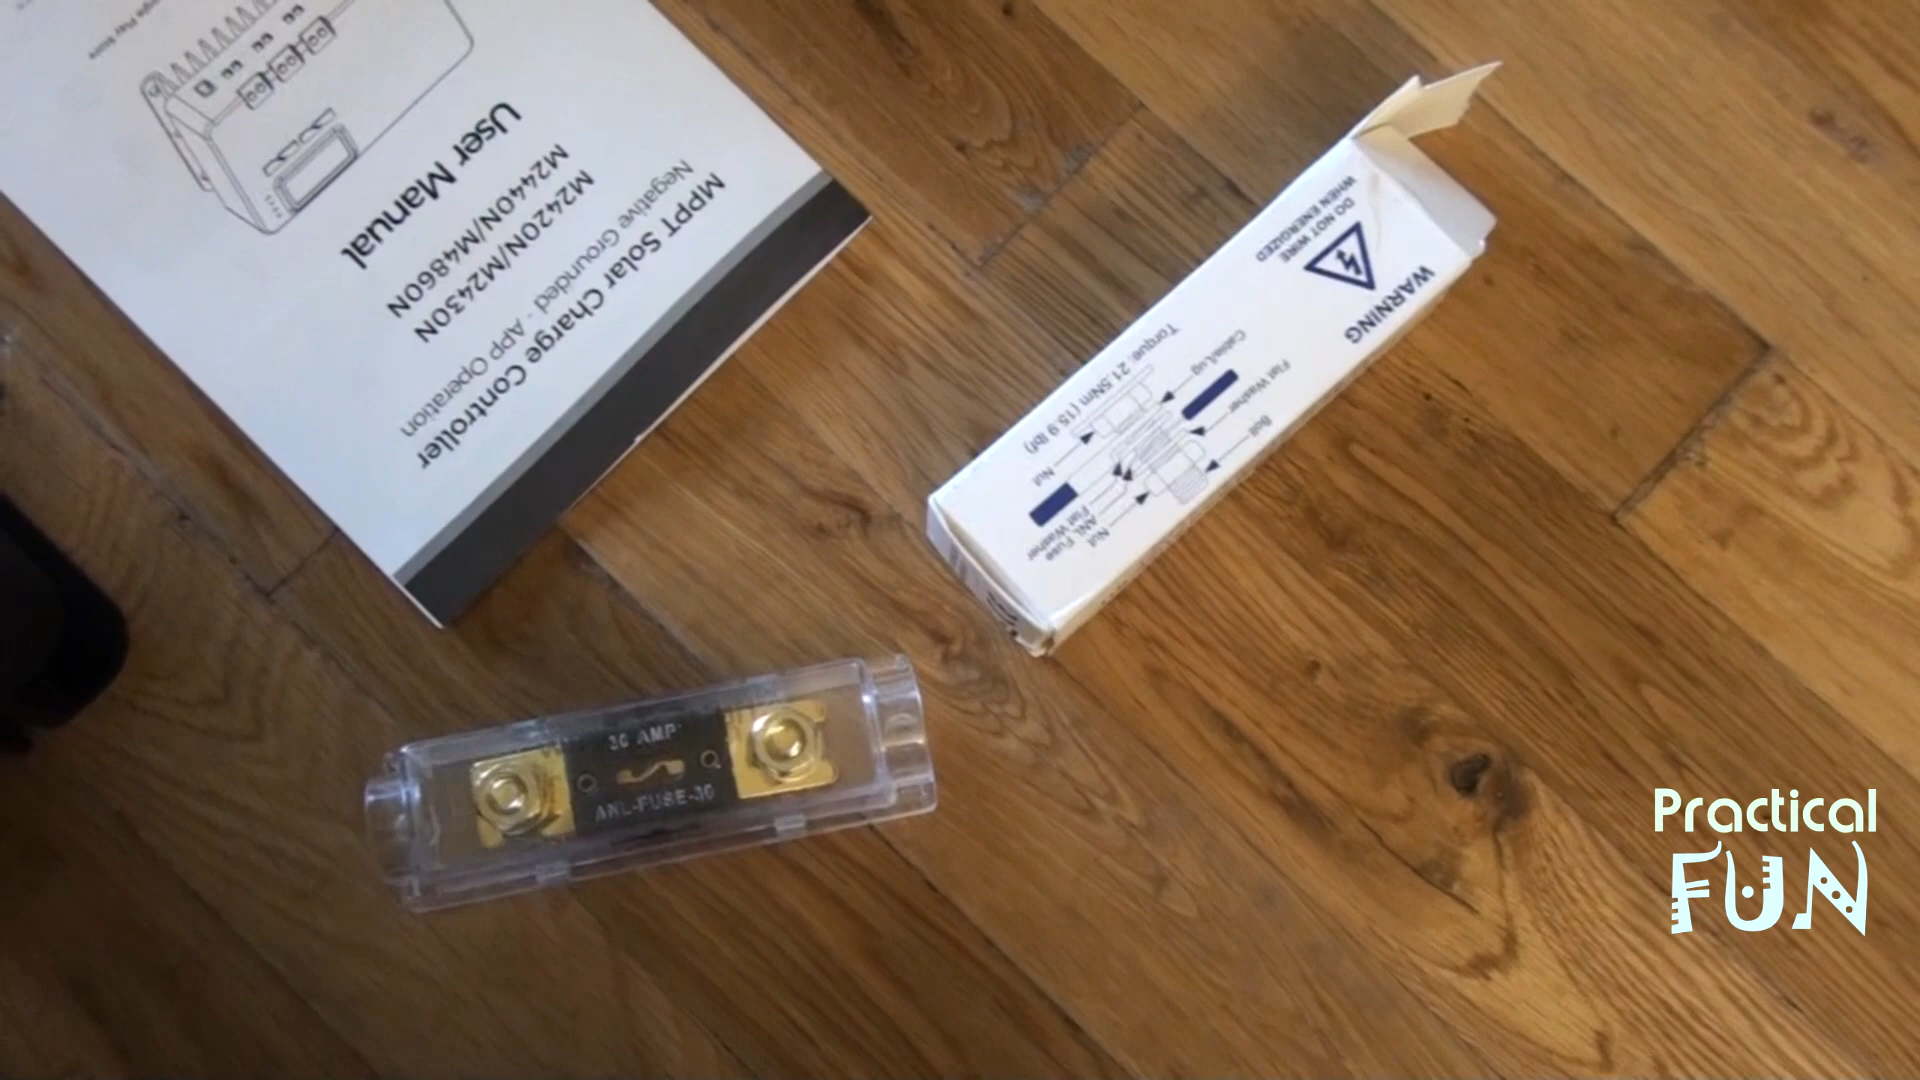 User Manual
M2440N/M4860N
M2420N/M2430N
Negative Grounded - APP Operation
MPPT Solar Charge Controller
WARNING
DO NOT WIRE
WHEN ENERGIZED
Torque: 21.5Nm (15.9 lbf)
Cable/Lug
Flat Washer
Bolt
Nut
Flat Washer
ANL Fuse
Nut
30 AMP
ANL-FUSE-30
Practical
FUN